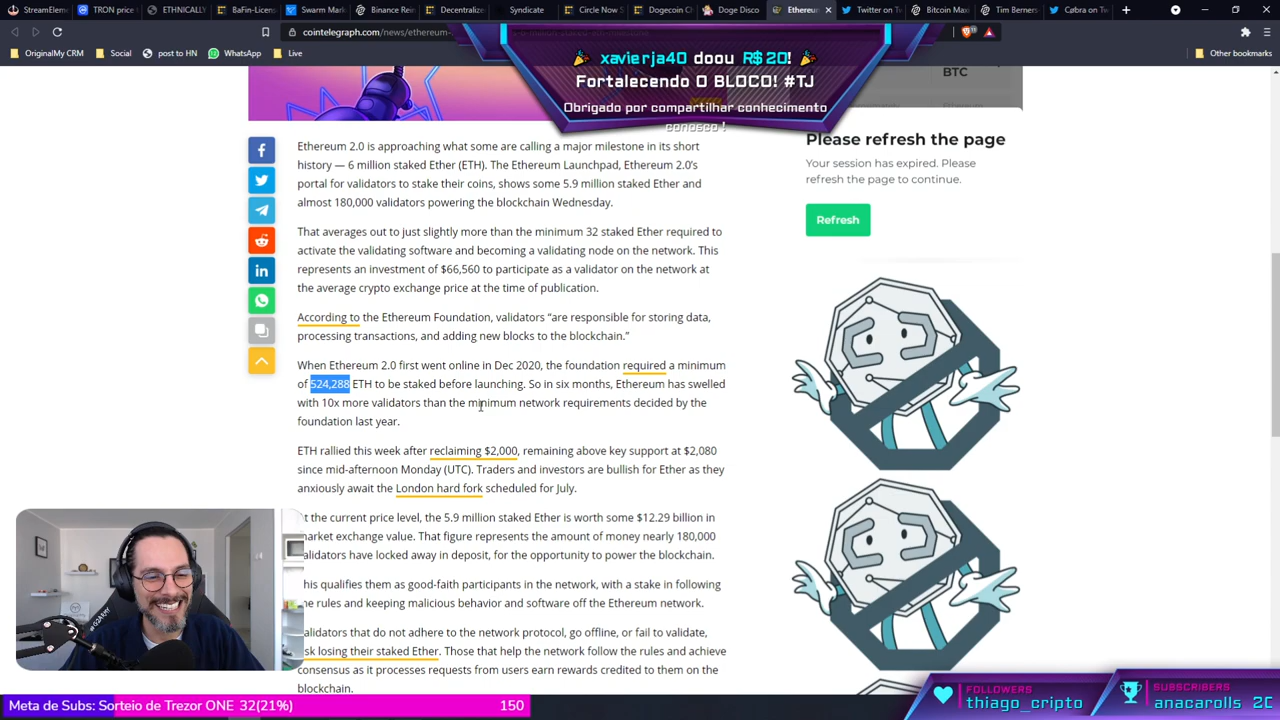 StreamEleme
TRON price
ETHNICALLY
BaFin-Licens
Swarm Mark
Binance Rein
Decentraliz
Syndicate
Circle Now S
Dogecoin C
Doge Disco
Ethereum
Twitter on T
Bitcoin Maxi
Tim Berners
Cøbra on Tw
cointelegraph.com/news/ethereum-
OriginalMy CRM
Social
post to HN
WhatsApp
Live
Other bookmarks
xavierja40 doou R$20!
Fortalecendo O BLOCO! #TJ
Obrigado por compartilhar conhecimento
conosco !
BTC
Ethereum 2.0 is approaching what some are calling a major milestone in its short
history — 6 million staked Ether (ETH). The Ethereum Launchpad, Ethereum 2.0's
portal for validators to stake their coins, shows some 5.9 million staked Ether and
almost 180,000 validators powering the blockchain Wednesday.
That averages out to just slightly more than the minimum 32 staked Ether required to
activate the validating software and becoming a validating node on the network. This
represents an investment of $66,560 to participate as a validator on the network at
the average crypto exchange price at the time of publication.
According to the Ethereum Foundation, validators “are responsible for storing data,
processing transactions, and adding new blocks to the blockchain.”
When Ethereum 2.0 first went online in Dec 2020, the foundation required a minimum
of 524,288 ETH to be staked before launching. So in six months, Ethereum has swelled
with 10x more validators than the minimum network requirements decided by the
foundation last year.
ETH rallied this week after reclaiming $2,000, remaining above key support at $2,080
since mid-afternoon Monday (UTC). Traders and investors are bullish for Ether as they
anxiously await the London hard fork scheduled for July.
t the current price level, the 5.9 million staked Ether is worth some $12.29 billion in
arket exchange value. That figure represents the amount of money nearly 180,000
alidators have locked away in deposit, for the opportunity to power the blockchain.
his qualifies them as good-faith participants in the network, with a stake in following
he rules and keeping malicious behavior and software off the Ethereum network.
alidators that do not adhere to the network protocol, go offline, or fail to validate,
sk losing their staked Ether. Those that help the network follow the rules and achieve
consensus as it processes requests from users earn rewards credited to them on the
blockchain.
Please refresh the page
Your session has expired. Please
refresh the page to continue.
Refresh
Meta de Subs: Sorteio de Trezor ONE 32(21%)
150
FOLLOWERS
thiago_cripto
SUBSCRIBERS
anacarolls 2C